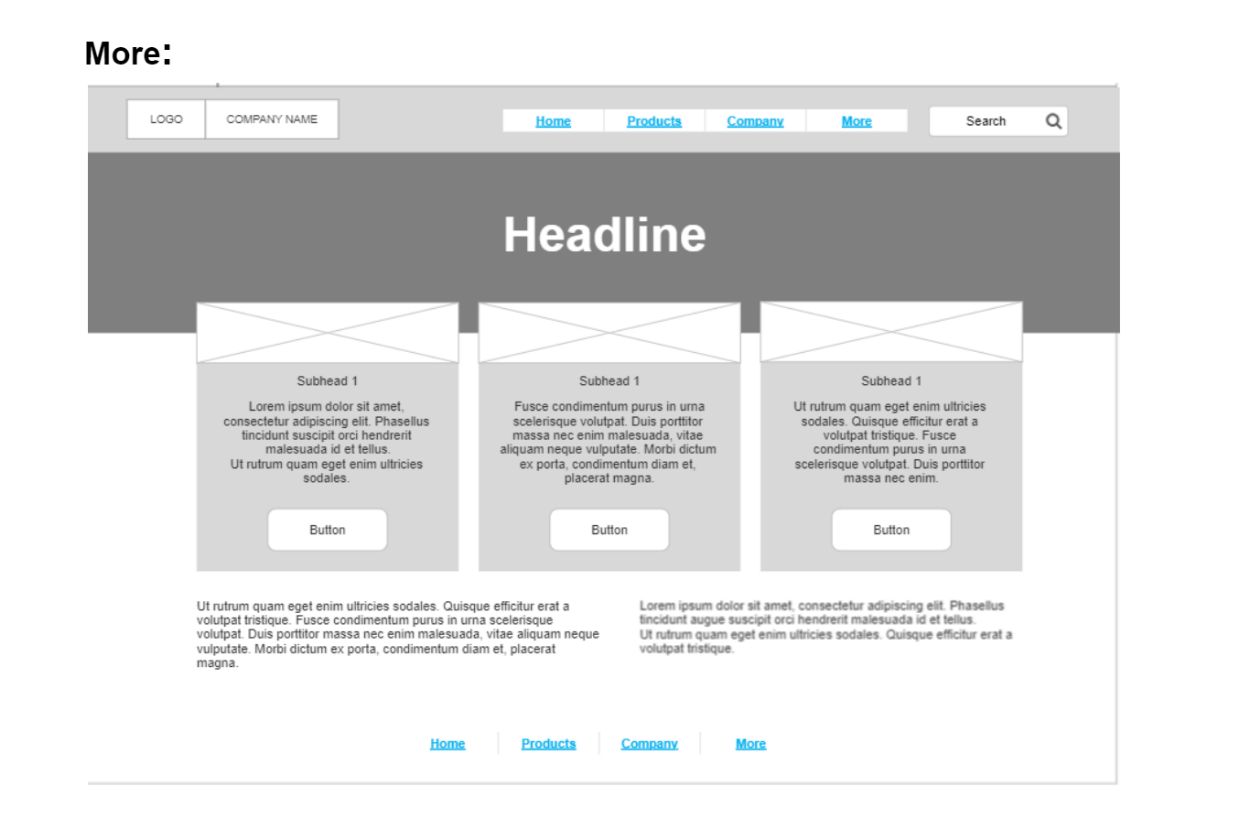 More:
LOGO
COMPANY NAME
Home
Products
Company
More
Search
Headline
Subhead 1
Lorem ipsum dolor sit amet,
consectetur adipiscing elit. Phasellus
tincidunt suscipit orci hendrerit
malesuada id et tellus.
Ut rutrum quam eget enim ultricies
sodales.
Button
Subhead 1
Fusce condimentum purus in urna
scelerisque volutpat. Duis porttitor
massa nec enim malesuada, vitae
aliquam neque vulputate. Morbi dictum
ex porta, condimentum diam et,
placerat magna.
Button
Subhead 1
Ut rutrum quam eget enim ultricies
sodales. Quisque efficitur erat a
volutpat tristique. Fusce
condimentum purus in urna
scelerisque volutpat. Duis porttitor
massa nec enim.
Button
Ut rutrum quam eget enim ultricies sodales. Quisque efficitur erat a
volutpat tristique. Fusce condimentum purus in urna scelerisque
volutpat. Duis porttitor massa nec enim malesuada, vitae aliquam neque
vulputate. Morbi dictum ex porta, condimentum diam et, placerat
magna.
Lorem ipsum dolor sit amet, consectetur adipiscing elit. Phasellus
tincidunt augue suscipit orci hendrerit malesuada id et tellus.
Ut rutrum quam eget enim ultricies sodales. Quisque efficitur erat a
volutpat tristique.
Home
Products
Company
More